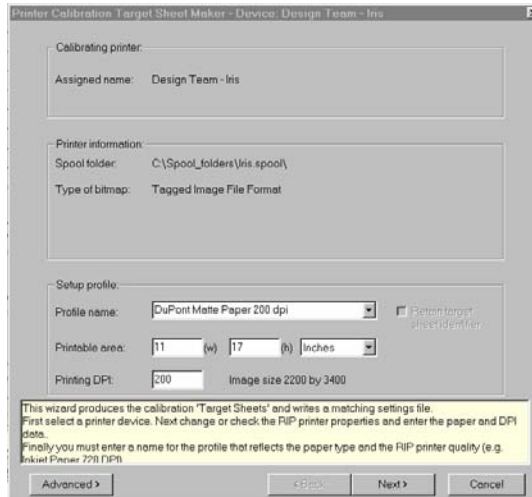 Printer Calibration Target Sheet Maker - Device: Design Team - Iris
Calibrating printer:
Assigned name: Design Team - Iris
Printer information:
Spool folder: C:\Spool_folders\Iris.spool\
Type of bitmap: Tagged Image File Format
Setup profile:
Profile name: DuPont Matte Paper 200 dpi
Retain target
sheet identifier
Printable area: 11 (w) 17 (h) Inches
Printing DPI: 200 Image size 2200 by 3400
This wizard produces the calibration 'Target Sheets' and writes a matching settings file.
First select a printer device. Next change or check the RIP printer properties and enter the paper and DPI
data.
Finally you must enter a name for the profile that reflects the paper type and the RIP printer quality (e.g.
Inkjet Paper 720 DPI)
Advanced > < Back Next > Cancel